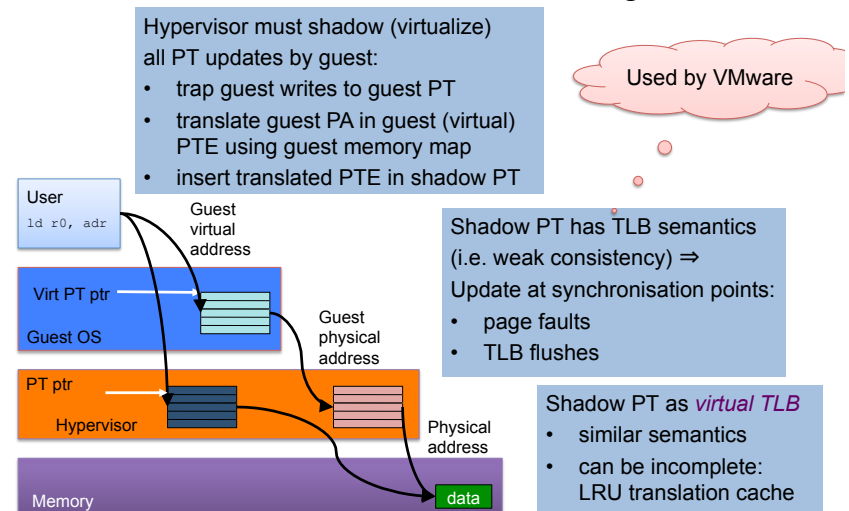 Hypervisor must shadow (virtualize)
all PT updates by guest:
• trap guest writes to guest PT
• translate guest PA in guest (virtual)
PTE using guest memory map
• insert translated PTE in shadow PT
Used by VMware
User
ld r0, adr
Guest
virtual
address
Virt PT ptr
Guest OS
Guest
physical
address
PT ptr
Hypervisor
Physical
address
Memory
data
Shadow PT has TLB semantics
(i.e. weak consistency) ⇒
Update at synchronisation points:
• page faults
• TLB flushes
Shadow PT as virtual TLB
• similar semantics
• can be incomplete:
LRU translation cache